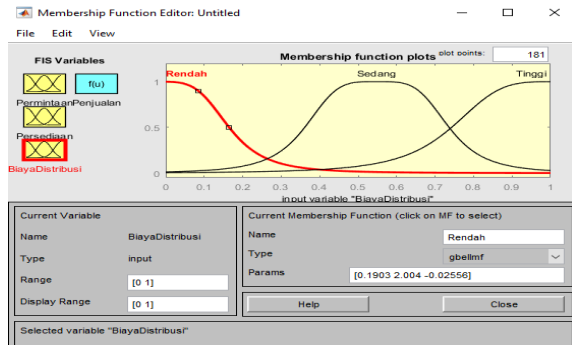 Membership Function Editor: Untitled
File Edit View
FIS Variables
f(u)
PermintaanPenjualan
Persediaan
BiayaDistribusi
Membership function plots
plot points:
181
Rendah
Sedang
Tinggi
1
0.5
0
0 0.1 0.2 0.3 0.4 0.5 0.6 0.7 0.8 0.9 1
input variable "BiayaDistribusi"
Current Variable
Name BiayaDistribusi
Type input
Range [0 1]
Display Range [0 1]
Current Membership Function (click on MF to select)
Name Rendah
Type gbellmf
Params [0.1903 2.004 -0.02556]
Help
Close
Selected variable "BiayaDistribusi"